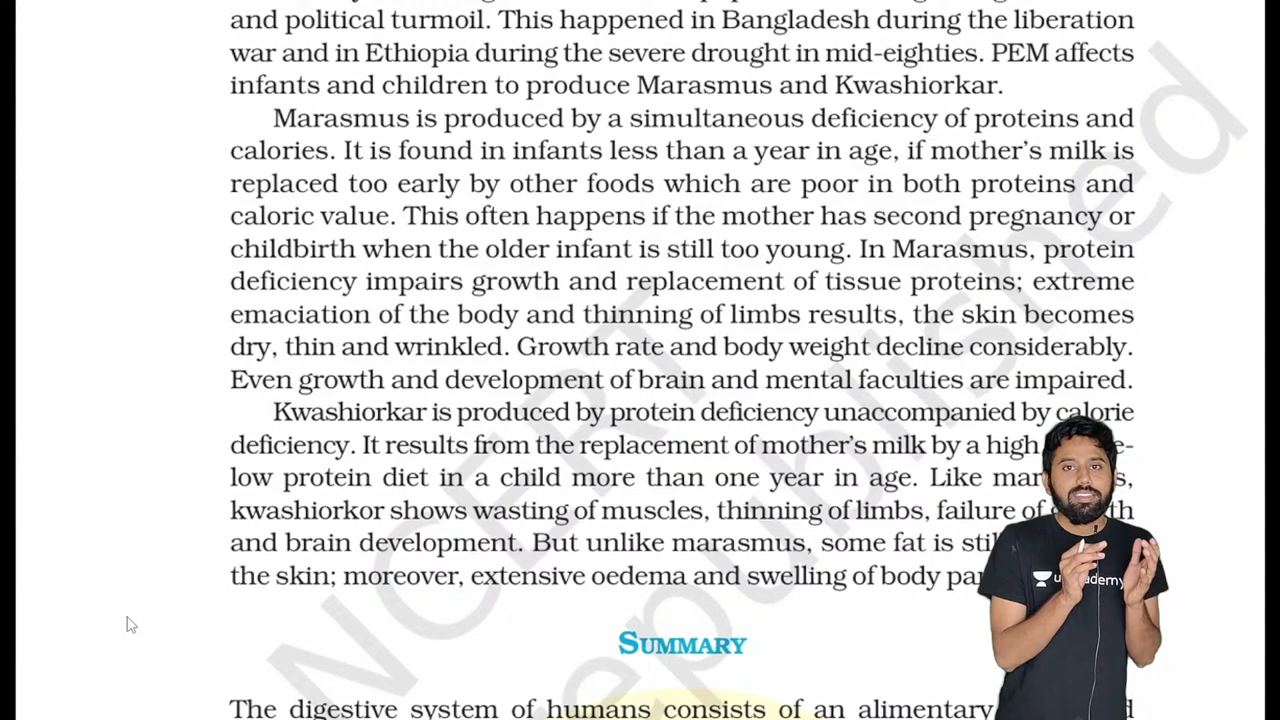 and political turmoil. This happened in Bangladesh during the liberation
war and in Ethiopia during the severe drought in mid-eighties. PEM affects
infants and children to produce Marasmus and Kwashiorkar.
Marasmus is produced by a simultaneous deficiency of proteins and
calories. It is found in infants less than a year in age, if mother's milk is
replaced too early by other foods which are poor in both proteins and
caloric value. This often happens if the mother has second pregnancy or
childbirth when the older infant is still too young. In Marasmus, protein
deficiency impairs growth and replacement of tissue proteins; extreme
emaciation of the body and thinning of limbs results, the skin becomes
dry, thin and wrinkled. Growth rate and body weight decline considerably.
Even growth and development of brain and mental faculties are impaired.
Kwashiorkar is produced by protein deficiency unaccompanied by calorie
deficiency. It results from the replacement of mother's milk by a high
low protein diet in a child more than one year in age. Like
kwashiorkor shows wasting of muscles, thinning of limbs, failure of
and brain development. But unlike marasmus, some fat is
the skin; moreover, extensive oedema and swelling of body
SUMMARY
The digestive system of humans consists of an alimentary
NCERT
republished